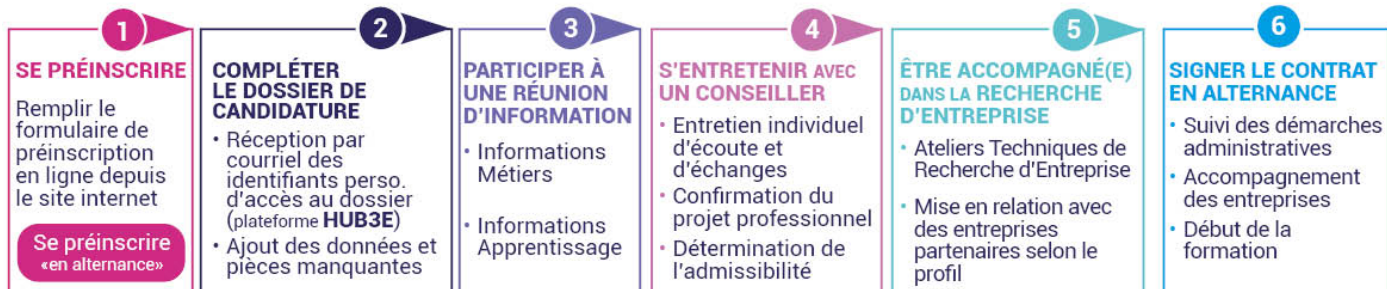 1
SE PRÉINSCRIRE
Remplir le
formulaire de
préinscription
en ligne depuis
le site internet
Se préinscrire
«en alternance»
2
COMPLÉTER
LE DOSSIER DE
CANDIDATURE
• Réception par
courriel des
identifiants perso.
d'accès au dossier
(plateforme HUB3E)
• Ajout des données et
pièces manquantes
3
PARTICIPER À
UNE RÉUNION
D'INFORMATION
• Informations
Métiers
• Informations
Apprentissage
4
S'ENTRETENIR AVEC
UN CONSEILLER
• Entretien individuel
d'écoute et
d'échanges
• Confirmation du
projet professionnel
• Détermination de
l'admissibilité
5
ÊTRE ACCOMPAGNÉ(E)
DANS LA RECHERCHE
D'ENTREPRISE
• Ateliers Techniques de
Recherche d'Entreprise
• Mise en relation avec
des entreprises
partenaires selon le
profil
6
SIGNER LE CONTRAT
EN ALTERNANCE
• Suivi des démarches
administratives
• Accompagnement
des entreprises
• Début de la
formation